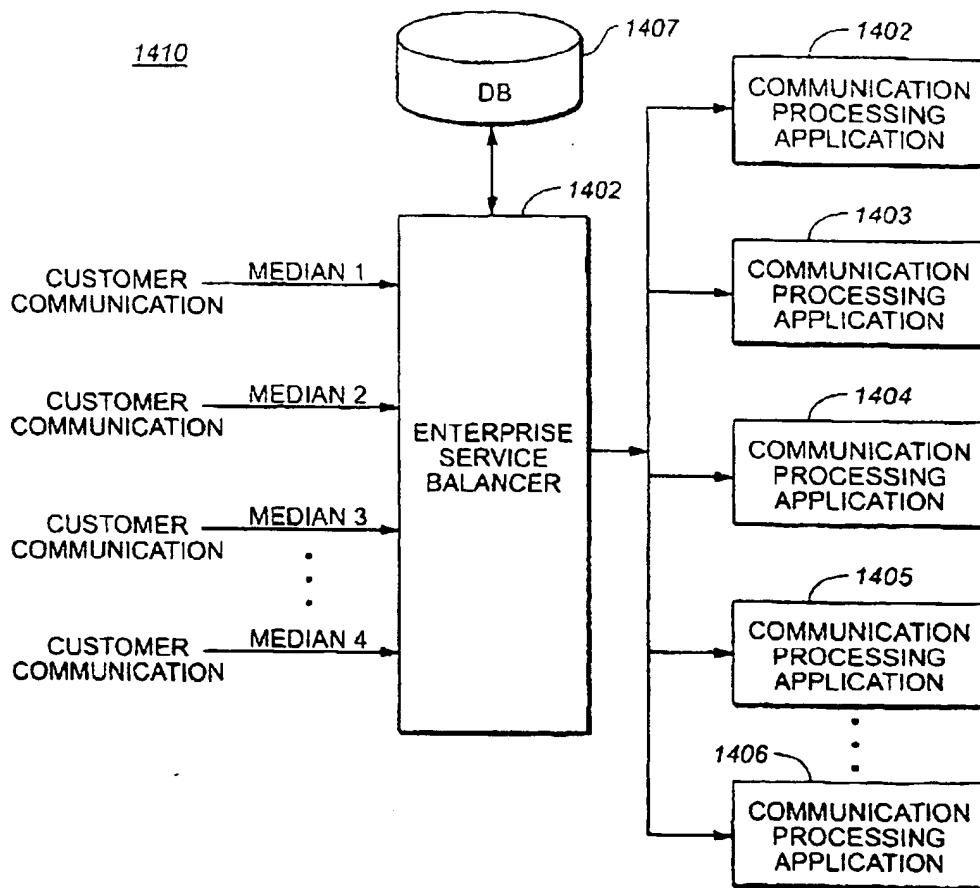 1410
1407
DB
1402
CUSTOMER
COMMUNICATION
MEDIAN 1
CUSTOMER
COMMUNICATION
MEDIAN 2
CUSTOMER
COMMUNICATION
MEDIAN 3
CUSTOMER
COMMUNICATION
MEDIAN 4
ENTERPRISE
SERVICE
BALANCER
1402
COMMUNICATION
PROCESSING
APPLICATION
1403
COMMUNICATION
PROCESSING
APPLICATION
1404
COMMUNICATION
PROCESSING
APPLICATION
1405
COMMUNICATION
PROCESSING
APPLICATION
1406
COMMUNICATION
PROCESSING
APPLICATION